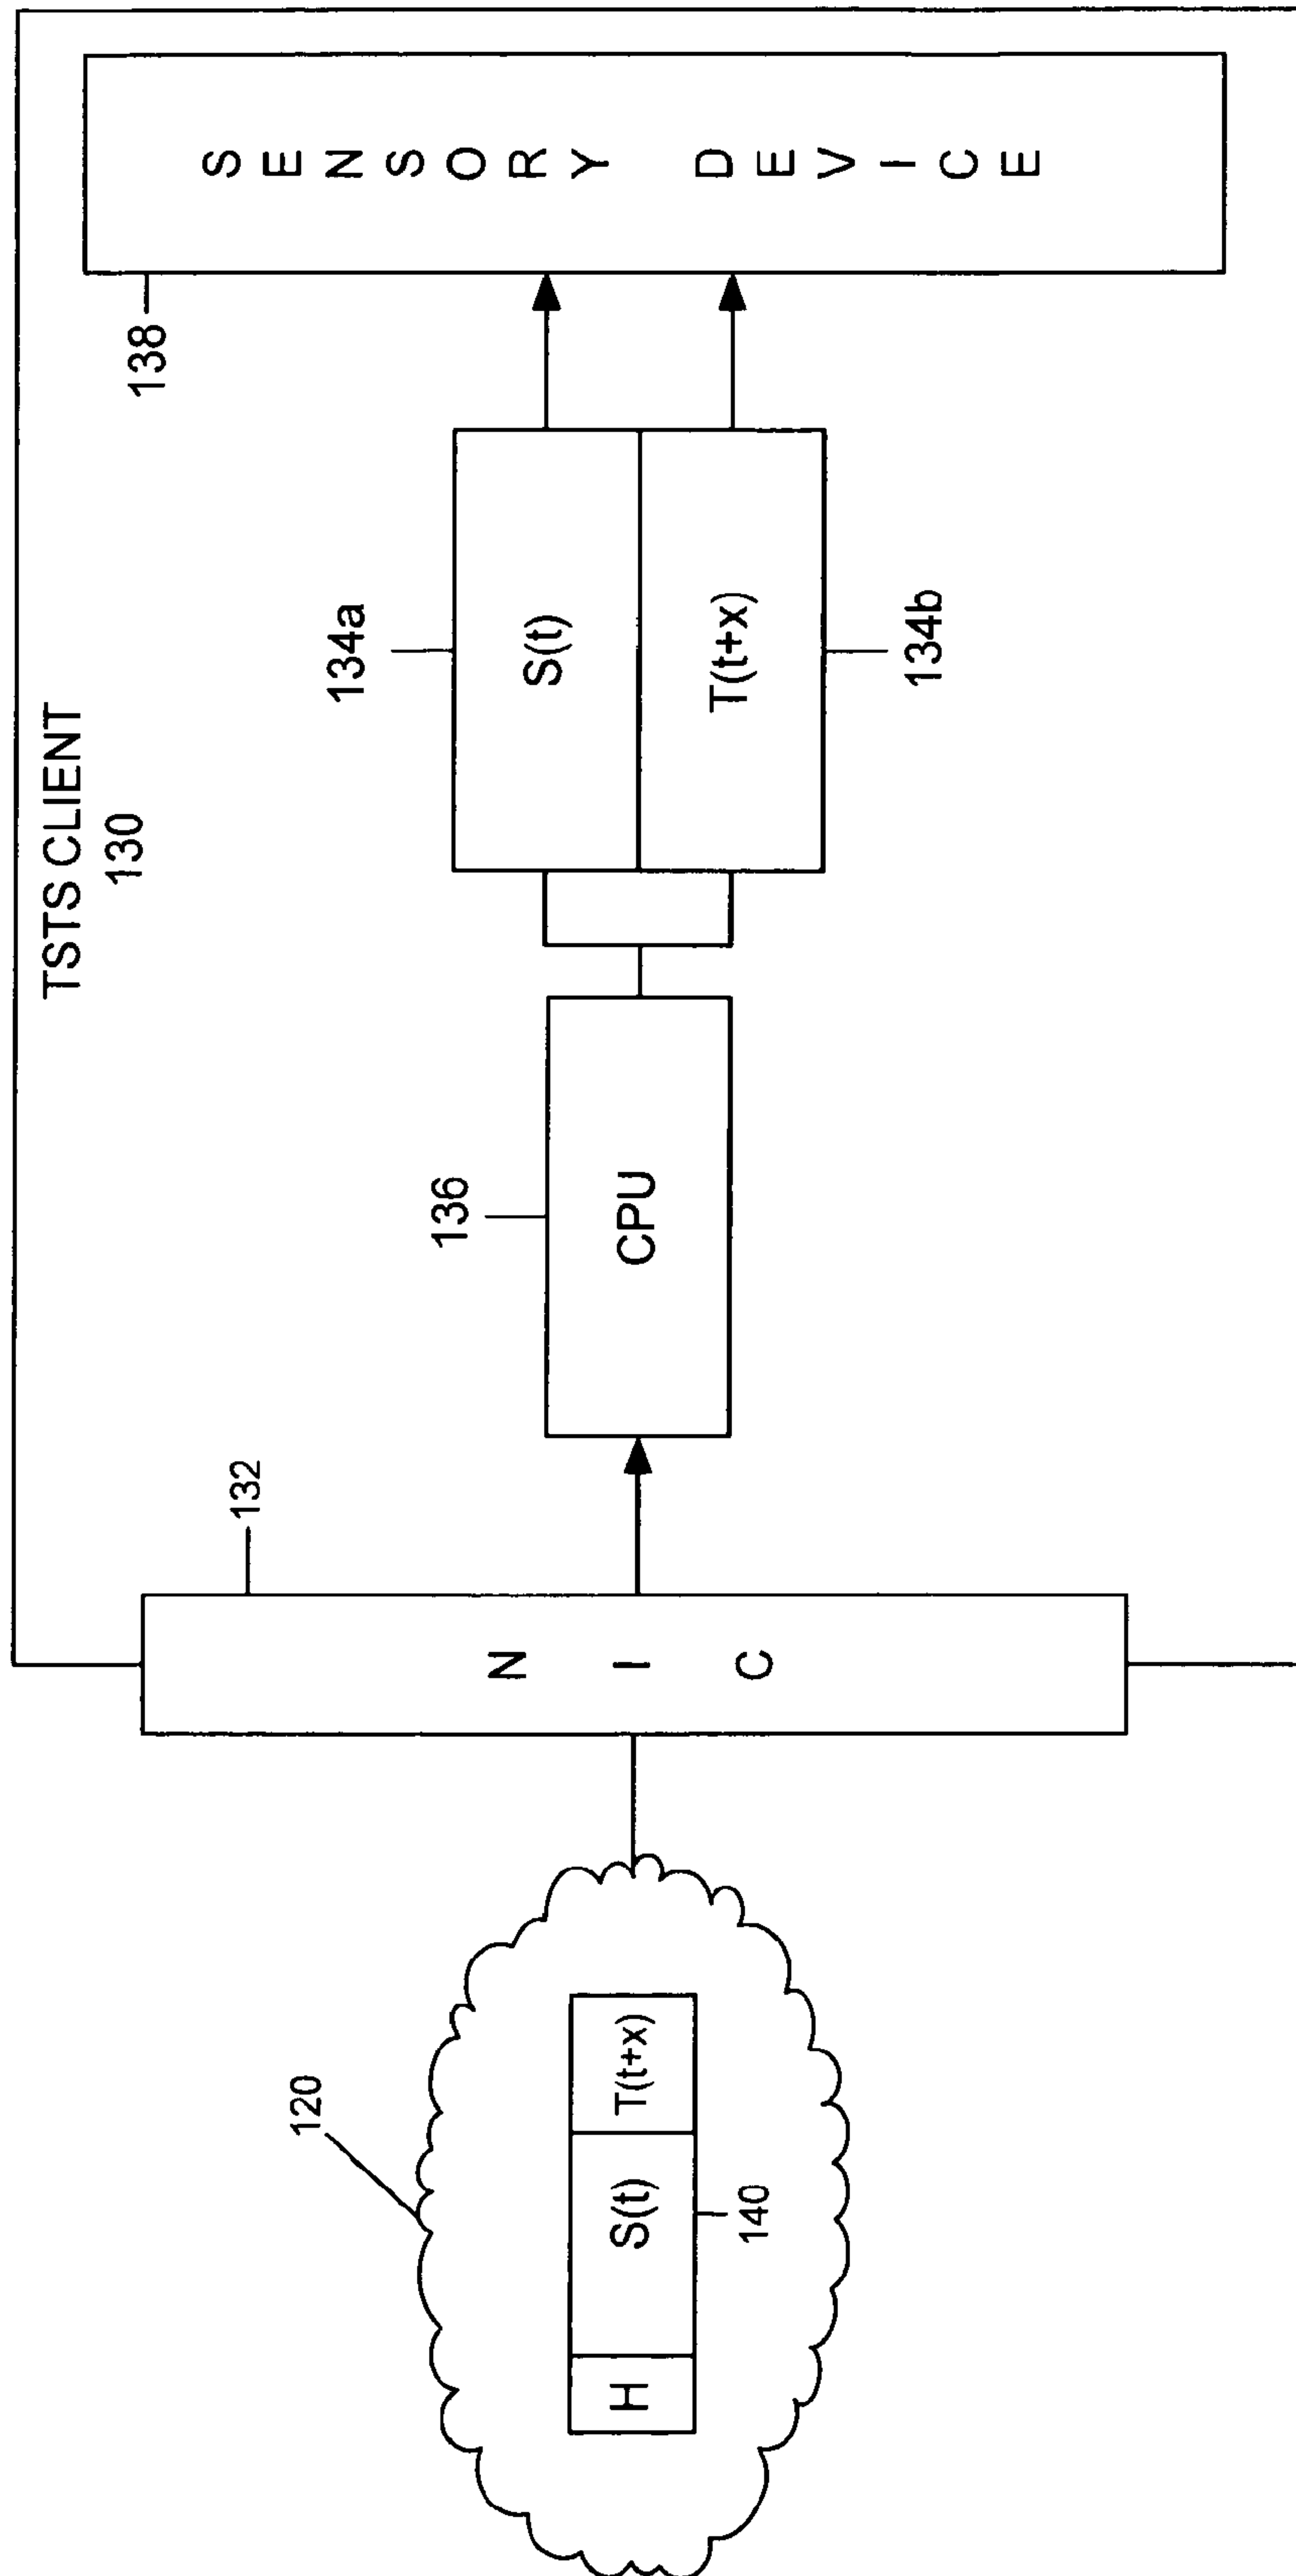 TSTS CLIENT
130
120
H
S(t)
T(t+x)
140
NIC
132
CPU
136
134a
S(t)
T(t+x)
134b
138
SENSORY DEVICE